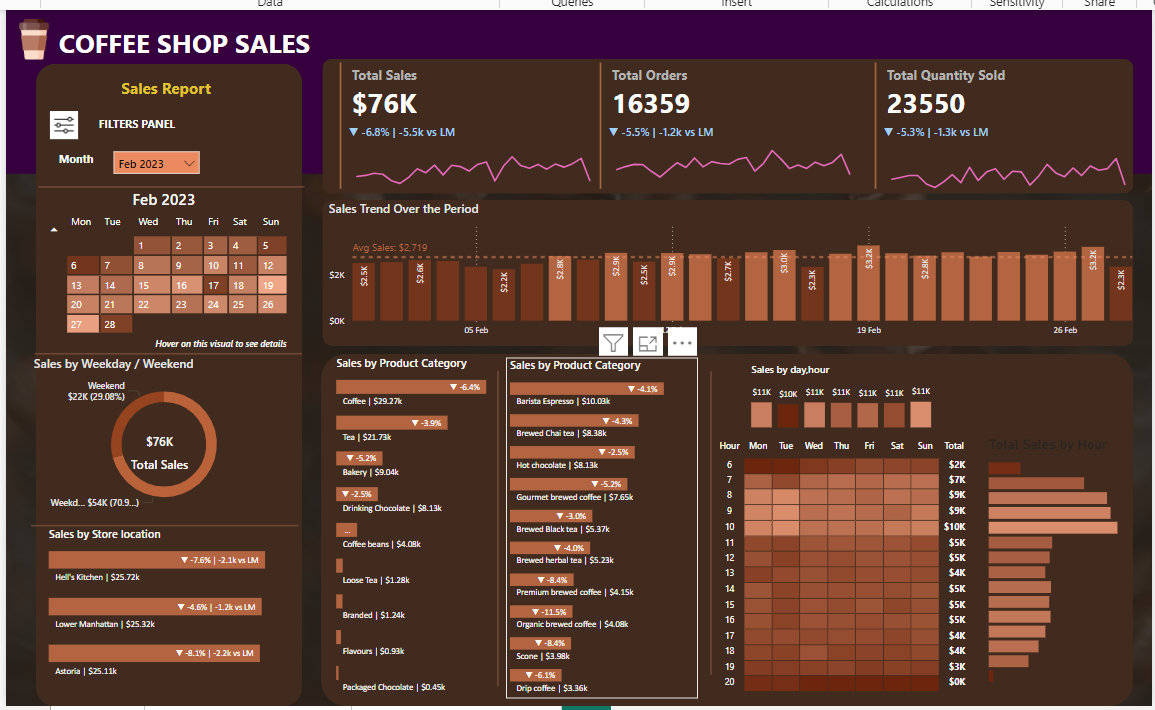 Data
Queries
Insert
Calculations
Sensitivity
Share
COFFEE SHOP SALES
Sales Report
FILTERS PANEL
Month
Feb 2023
Feb 2023
Mon Tue Wed Thu Fri Sat Sun
1 2 3 4 5
6 7 8 9 10 11 12
13 14 15 16 17 18 19
20 21 22 23 24 25 26
27 28
Hover on this visual to see details
Sales by Weekday / Weekend
Weekend
$22K (29.08%)
$76K
Total Sales
Weekd... $54K (70.9...)
Sales by Store location
▼ -7.6% | -2.1k vs LM
Hell's Kitchen | $25.72k
▼ -4.6% | -1.2k vs LM
Lower Manhattan | $25.32k
▼ -8.1% | -2.2k vs LM
Astoria | $25.11k
Total Sales
$76K
▼ -6.8% | -5.5k vs LM
Total Orders
16359
▼ -5.5% | -1.2k vs LM
Total Quantity Sold
23550
▼ -5.3% | -1.3k vs LM
Sales Trend Over the Period
Avg Sales: $2,719
$2K
$0K
$2.5K $2.6K $2.2K $2.8K $2.9K $2.5K $2.9K $2.7K $3.0K $2.3K $3.2K $2.8K $3.2K $2.3K
05 Feb
19 Feb
26 Feb
Sales by Product Category
▼ -6.4%
Coffee | $29.27k
▼ -3.9%
Tea | $21.73k
▼ -5.2%
Bakery | $9.04k
▼ -2.5%
Drinking Chocolate | $8.13k
...
Coffee beans | $4.08k
Loose Tea | $1.28k
Branded | $1.24k
Flavours | $0.93k
Packaged Chocolate | $0.45k
Sales by Product Category
▼ -4.1%
Barista Espresso | $10.03k
▼ -4.3%
Brewed Chai tea | $8.38k
▼ -2.5%
Hot chocolate | $8.13k
▼ -5.2%
Gourmet brewed coffee | $7.65k
▼ -3.0%
Brewed Black tea | $5.37k
▼ -4.0%
Brewed herbal tea | $5.23k
▼ -8.4%
Premium brewed coffee | $4.15k
▼ -11.5%
Organic brewed coffee | $4.08k
▼ -8.4%
Scone | $3.98k
▼ -6.1%
Drip coffee | $3.36k
Sales by day,hour
$11K $10K $11K $11K $11K $11K $11K
Hour Mon Tue Wed Thu Fri Sat Sun Total
6 $2K
7 $7K
8 $9K
9 $9K
10 $10K
11 $5K
12 $5K
13 $4K
14 $5K
15 $5K
16 $5K
17 $4K
18 $4K
19 $3K
20 $0K
Total Sales by Hour